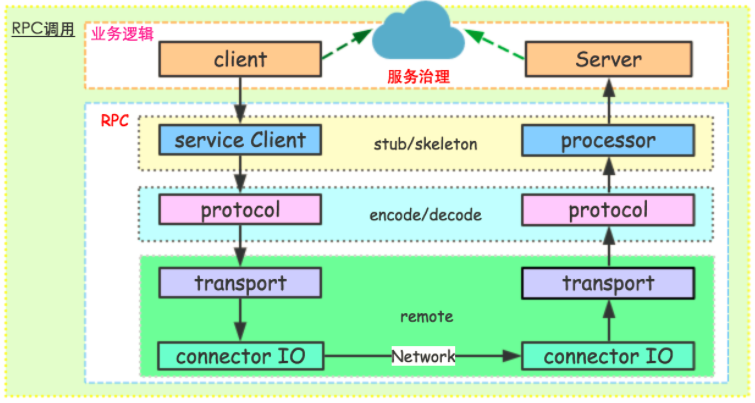 RPC调用
业务逻辑
client
Server
服务治理
RPC
service Client
stub/skeleton
processor
protocol
encode/decode
protocol
transport
transport
remote
connector IO
Network
connector IO